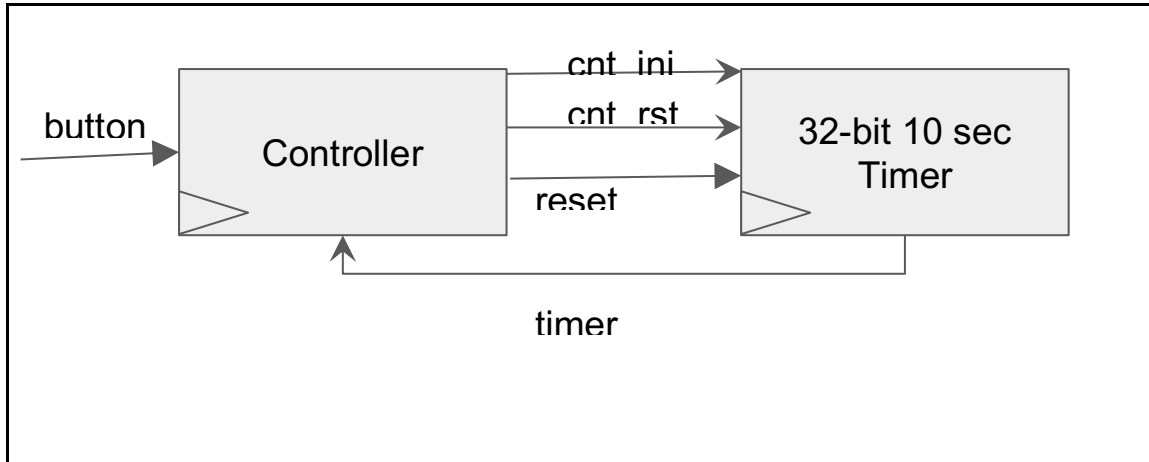 cnt_ini
cnt_rst
button
Controller
32-bit 10 sec
Timer
reset
timer